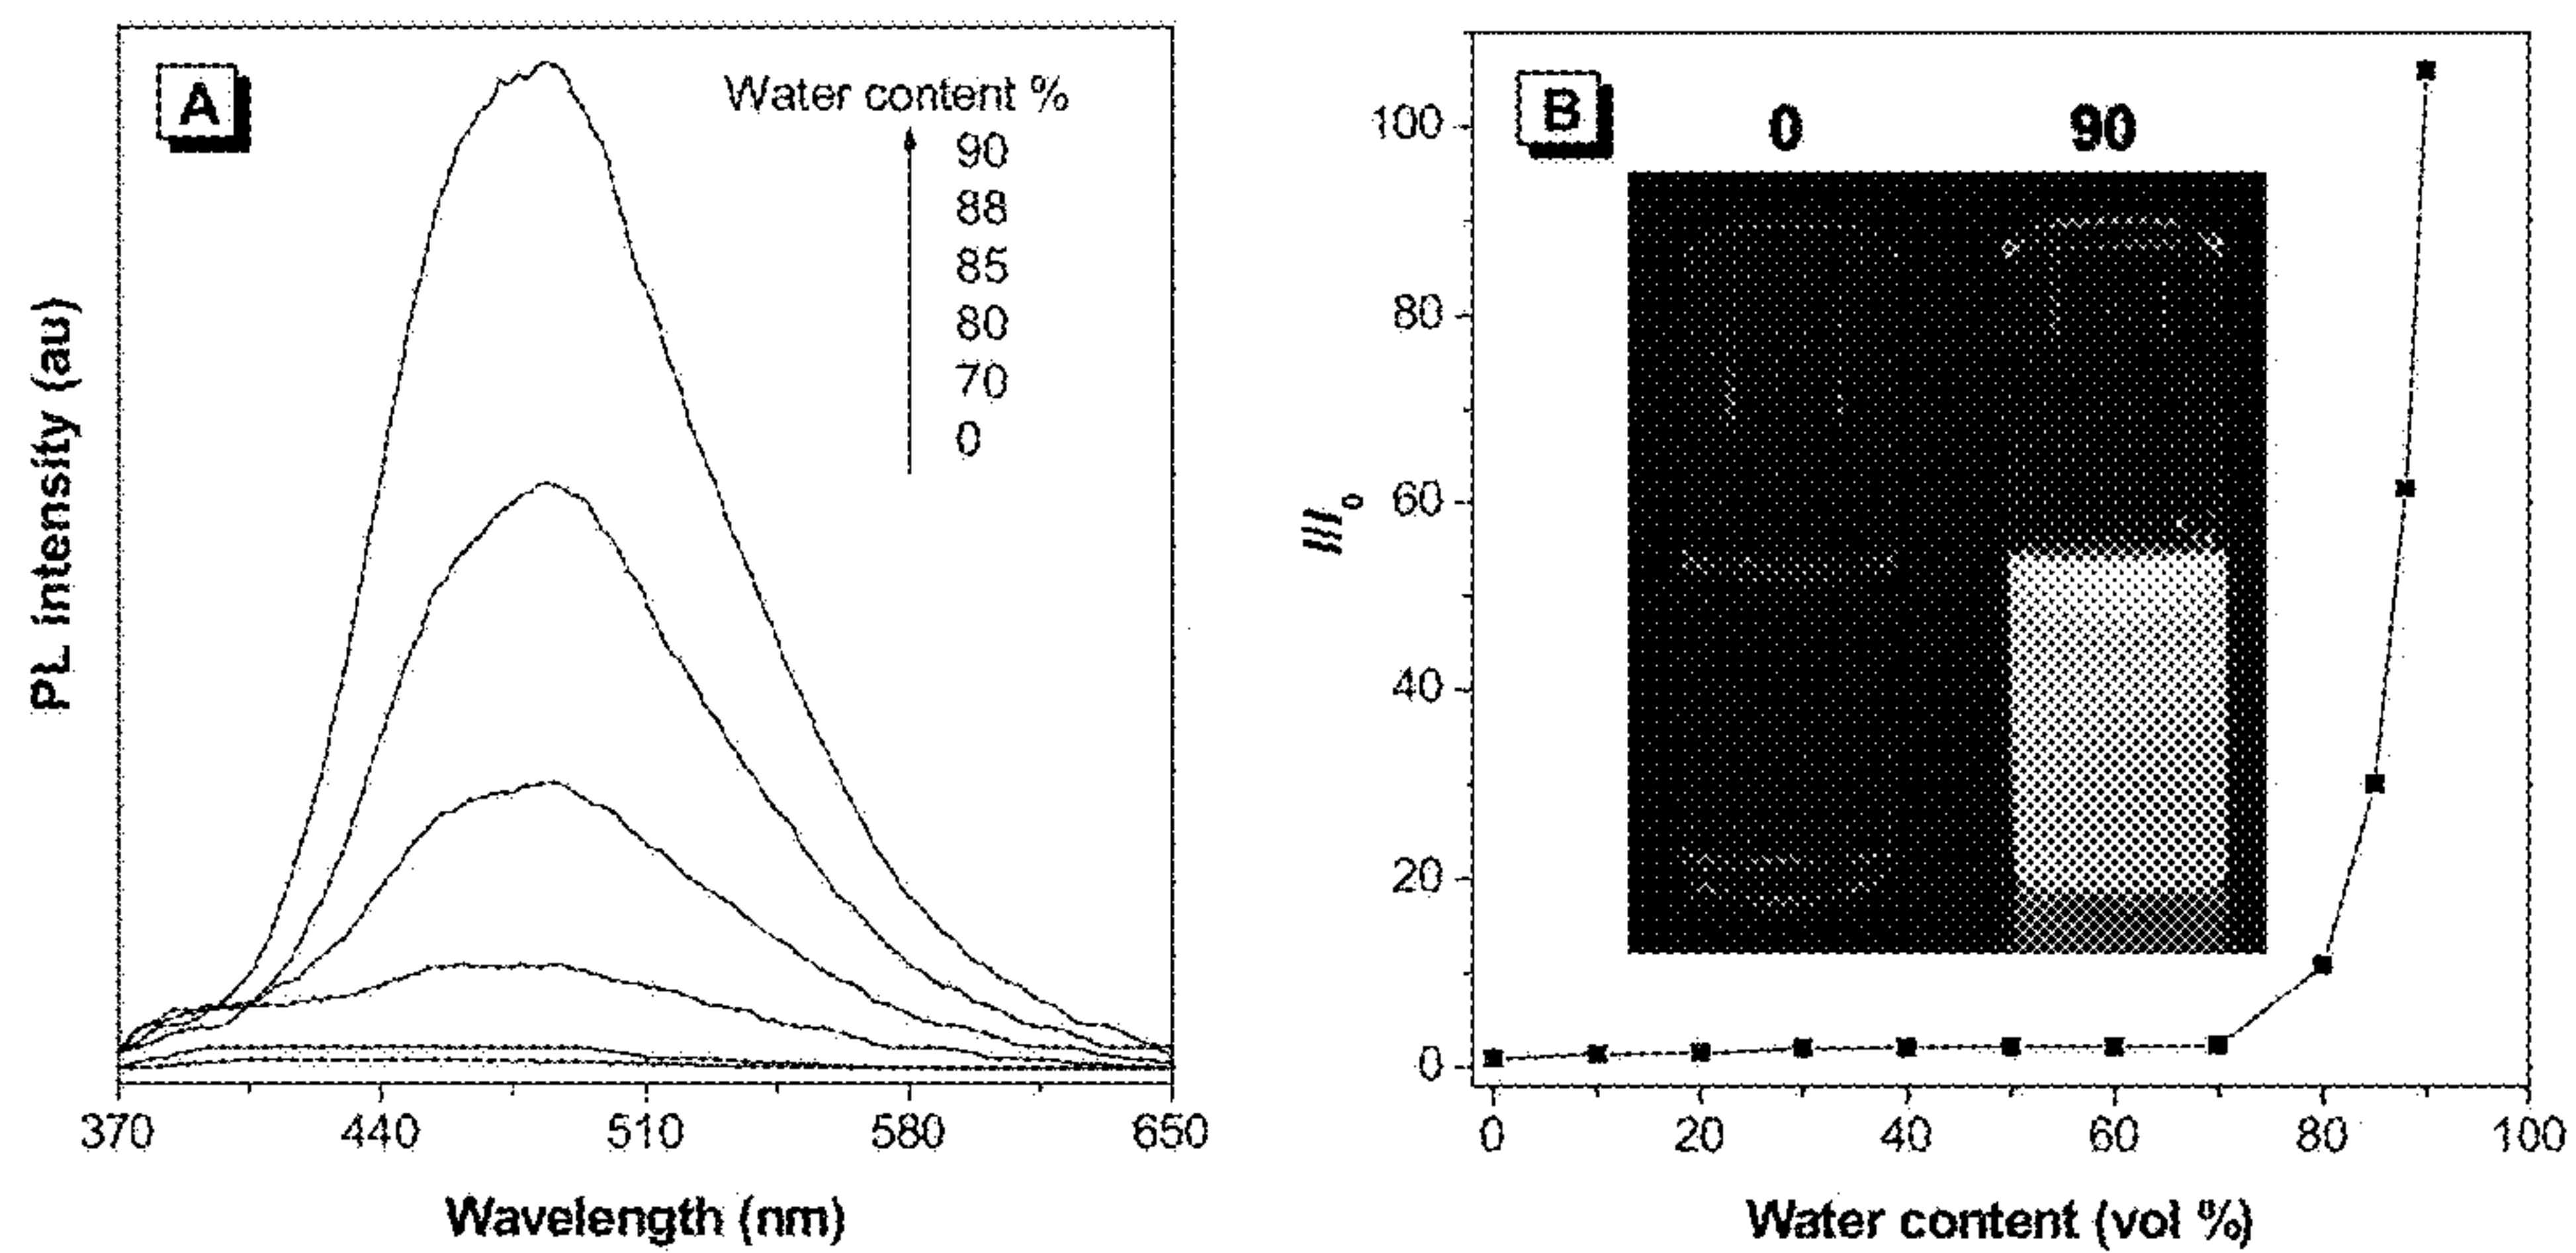 A
Water content %
90
88
85
80
70
0
PL intensity (au)
370 440 510 580 650
Wavelength (nm)
B
0 90
100
80
60
40
20
0
I/I0
0 20 40 60 80 100
Water content (vol %)